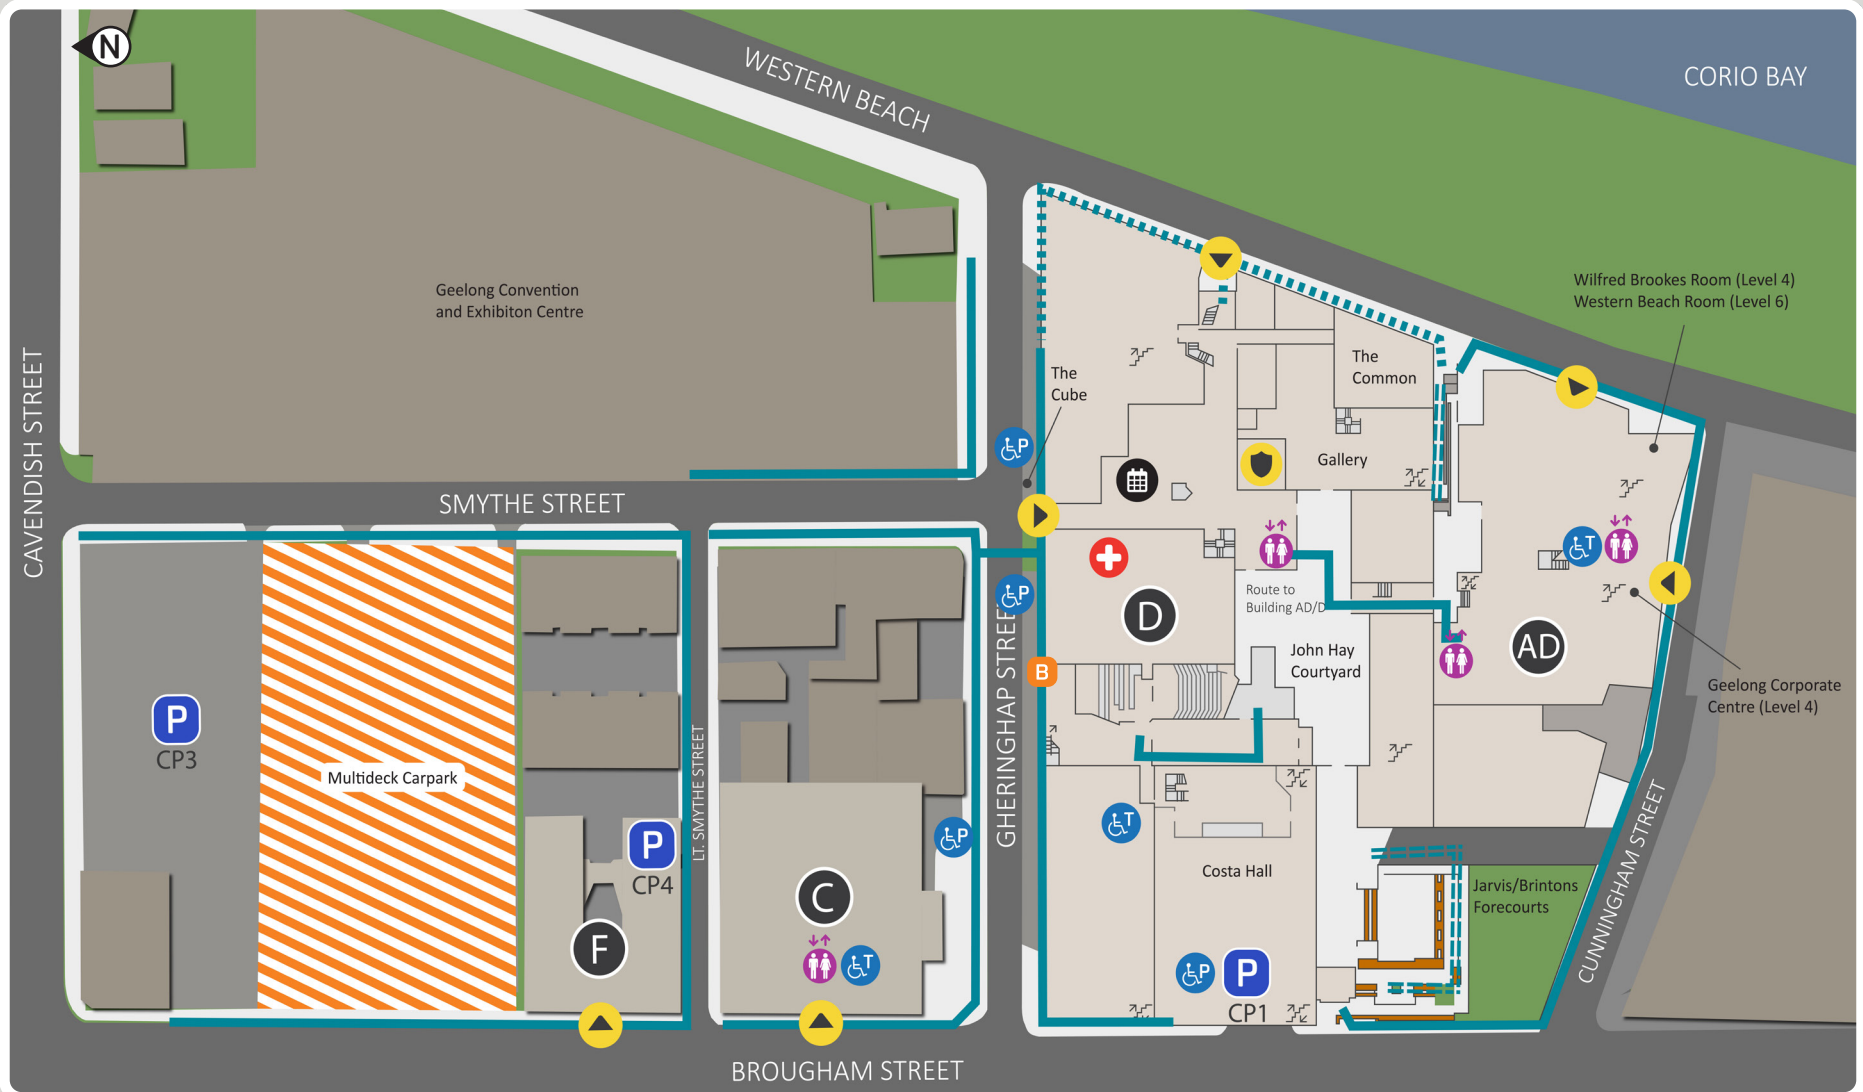 N
WESTERN BEACH
CORIO BAY
Geelong Convention
and Exhibiton Centre
Wilfred Brookes Room (Level 4)
Western Beach Room (Level 6)
The
Common
The
Cube
P
Gallery
CAVENDISH STREET
SMYTHE STREET
T
P
Route to
Building AD/D
D
John Hay
Courtyard
AD
B
GHERINGHAP STREET
Geelong Corporate
Centre (Level 4)
P
CP3
Multideck Carpark
LT. SMYTHE STREET
P
CP4
P
T
Costa Hall
Jarvis/Brintons
Forecourts
CUNNINGHAM STREET
C
F
T
P
P
CP1
BROUGHAM STREET